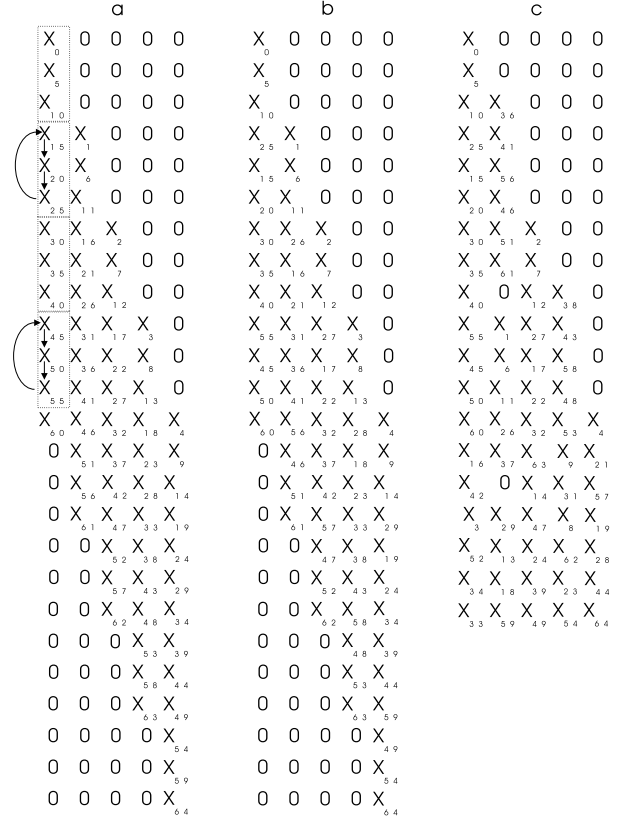 a b c
X0 0 0 0 0 X0 0 0 0 0 X0 0 0 0 0
X5 0 0 0 0 X5 0 0 0 0 X5 0 0 0 0
X10 0 0 0 0 X10 0 0 0 0 X10 X36 0 0 0
X15 X1 0 0 0 X25 X1 0 0 0 X25 X41 0 0 0
X20 X6 0 0 0 X15 X6 0 0 0 X15 X56 0 0 0
X25 X11 0 0 0 X20 X11 0 0 0 X20 X46 0 0 0
X30 X16 X2 0 0 X30 X26 X2 0 0 X30 X51 X2 0 0
X35 X21 X7 0 0 X35 X16 X7 0 0 X35 X61 X7 0 0
X40 X26 X12 0 0 X40 X21 X12 0 0 X40 0 X12 X38 0
X45 X31 X17 X3 0 X55 X31 X27 X3 0 X55 X1 X27 X43 0
X50 X36 X22 X8 0 X45 X36 X17 X8 0 X45 X6 X17 X58 0
X55 X41 X27 X13 0 X50 X41 X22 X13 0 X50 X11 X22 X48 0
X60 X46 X32 X18 X4 X60 X56 X32 X28 X4 X60 X26 X32 X53 X4
0 X51 X37 X23 X9 0 X46 X37 X18 X9 X16 X37 X63 X9 X21
0 X56 X42 X28 X14 0 X51 X42 X23 X14 X42 0 X14 X31 X57
0 X61 X47 X33 X19 0 X61 X57 X33 X29 X3 X29 X47 X8 X19
0 0 X52 X38 X24 0 0 X47 X38 X19 X52 X13 X24 X62 X28
0 0 X57 X43 X29 0 0 X52 X43 X24 X34 X18 X39 X23 X44
0 0 X62 X48 X34 0 0 X62 X58 X34 X33 X59 X49 X54 X64
0 0 0 X53 X39 0 0 0 X48 X39
0 0 0 X58 X44 0 0 0 X53 X44
0 0 0 X63 X49 0 0 0 X63 X59
0 0 0 0 X54 0 0 0 0 X49
0 0 0 0 X59 0 0 0 0 X54
0 0 0 0 X64 0 0 0 0 X64